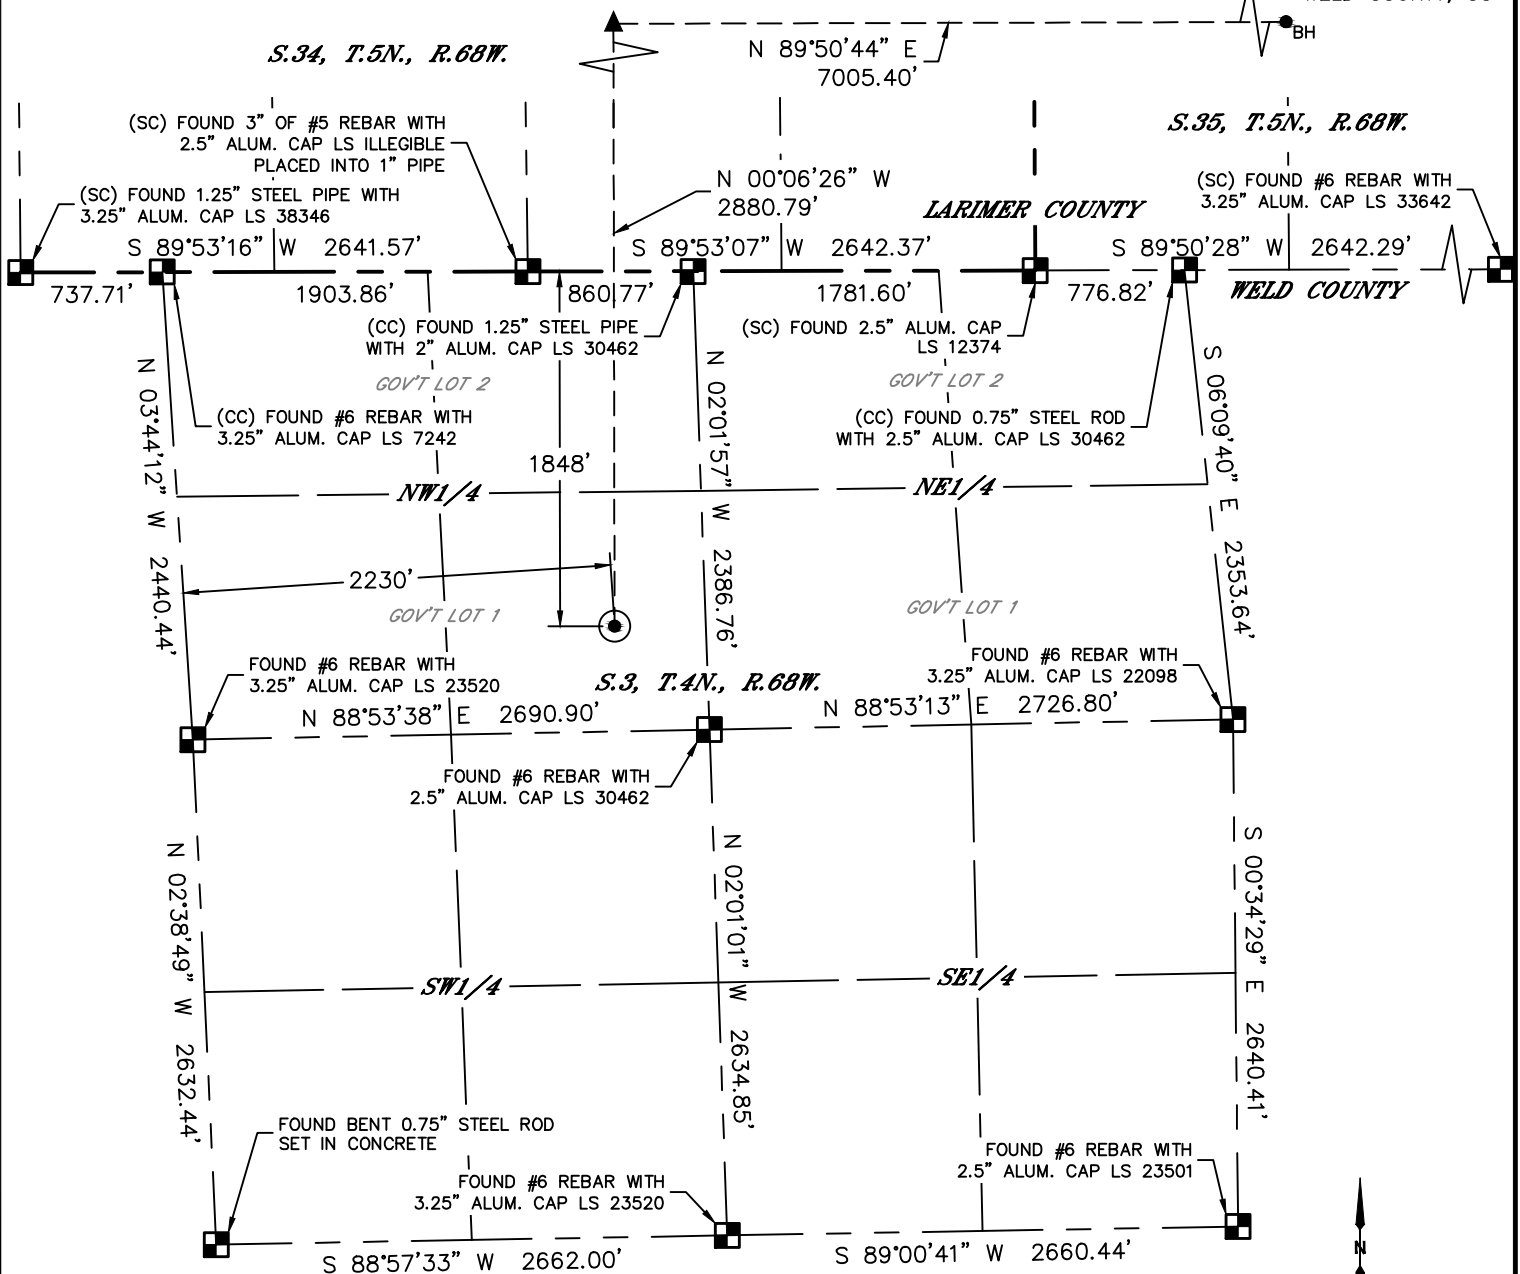 BH
N 89°50'44" E
7005.40'
S.34, T.5N., R.68W.
S.35, T.5N., R.68W.
(SC) FOUND 3" OF #5 REBAR WITH
2.5" ALUM. CAP LS ILLEGIBLE
PLACED INTO 1" PIPE
(SC) FOUND 1.25" STEEL PIPE WITH
3.25" ALUM. CAP LS 38346
N 00°06'26" W
2880.79'
(SC) FOUND #6 REBAR WITH
3.25" ALUM. CAP LS 33642
LARIMER COUNTY
S 89°53'16" W 2641.57'
S 89°53'07" W 2642.37'
S 89°50'28" W 2642.29'
737.71'
1903.86'
860.77'
1781.60'
776.82'
WELD COUNTY
(CC) FOUND 1.25" STEEL PIPE
WITH 2" ALUM. CAP LS 30462
(SC) FOUND 2.5" ALUM. CAP
LS 12374
GOV'T LOT 2
GOV'T LOT 2
(CC) FOUND #6 REBAR WITH
3.25" ALUM. CAP LS 7242
(CC) FOUND 0.75" STEEL ROD
WITH 2.5" ALUM. CAP LS 30462
N 03°44'12" W 2440.44'
N 02°01'57" W 2386.76'
S 06°09'40" E 2353.64'
1848'
NW1/4
NE1/4
2230'
GOV'T LOT 1
GOV'T LOT 1
FOUND #6 REBAR WITH
3.25" ALUM. CAP LS 23520
S.3, T.4N., R.68W.
FOUND #6 REBAR WITH
3.25" ALUM. CAP LS 22098
N 88°53'38" E 2690.90'
N 88°53'13" E 2726.80'
FOUND #6 REBAR WITH
2.5" ALUM. CAP LS 30462
N 02°38'49" W 2632.44'
N 02°01'01" W 2634.85'
S 00°34'29" E 2640.41'
SW1/4
SE1/4
FOUND BENT 0.75" STEEL ROD
SET IN CONCRETE
FOUND #6 REBAR WITH
3.25" ALUM. CAP LS 23520
FOUND #6 REBAR WITH
2.5" ALUM. CAP LS 23501
S 88°57'33" W 2662.00'
S 89°00'41" W 2660.44'
N